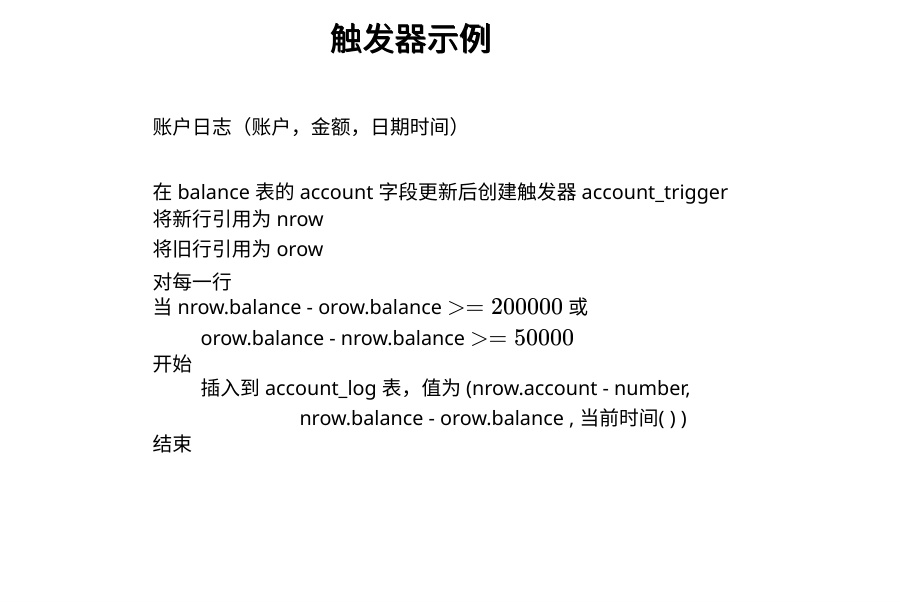 触发器示例
账户日志（账户，金额，日期时间）
在 balance 表的 account 字段更新后创建触发器 account_trigger
将新行引用为 nrow
将旧行引用为 orow
对每一行
当 nrow.balance - orow.balance >= 200000 或
orow.balance - nrow.balance >= 50000
开始
插入到 account_log 表，值为 (nrow.account - number,
nrow.balance - orow.balance , 当前时间( ) )
结束